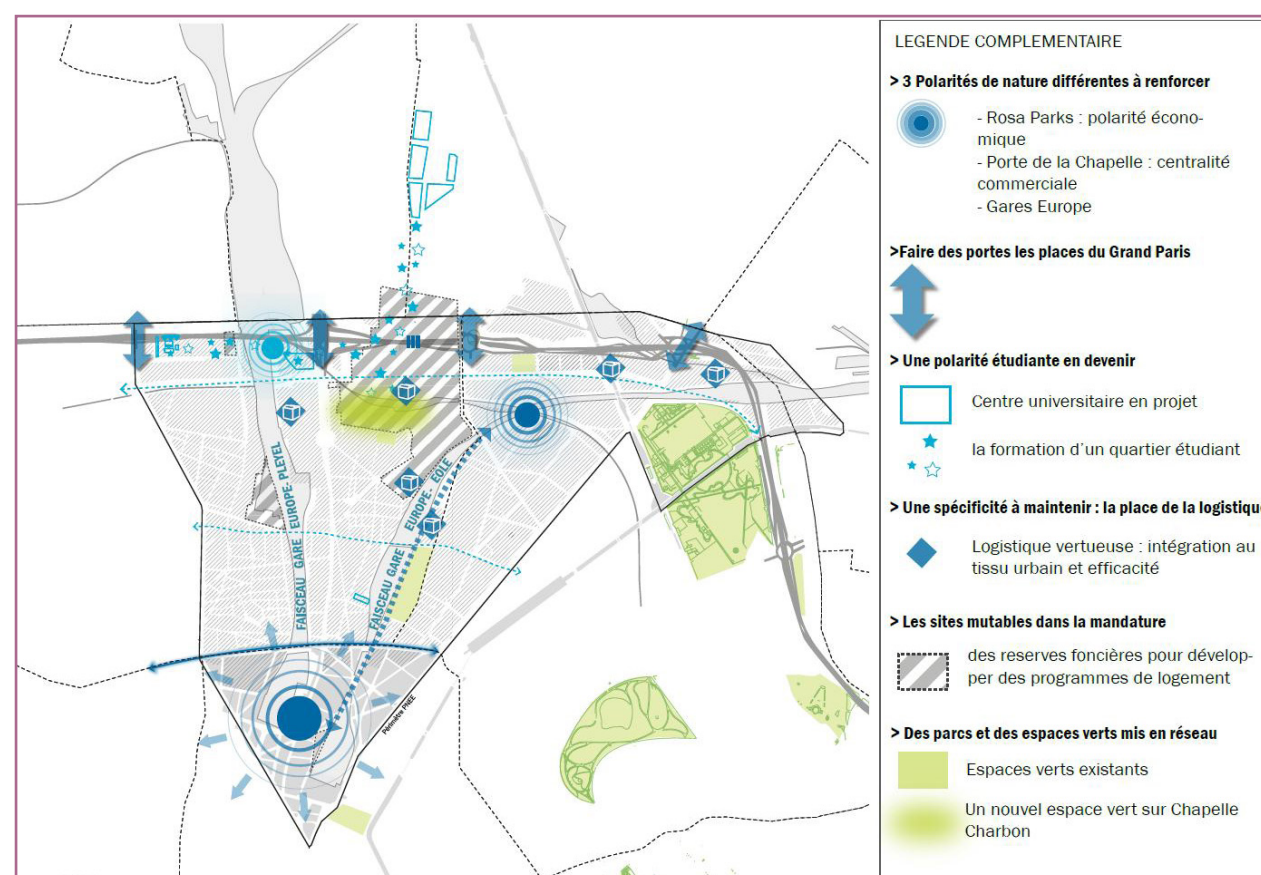 LEGENDE COMPLEMENTAIRE
> 3 Polarités de nature différentes à renforcer
- Rosa Parks : polarité écono-
mique
- Porte de la Chapelle : centralité
commerciale
- Gares Europe
>Faire des portes les places du Grand Paris
> Une polarité étudiante en devenir
Centre universitaire en projet
la formation d'un quartier étudiant
> Une spécificité à maintenir : la place de la logistique
Logistique vertueuse : intégration au
tissu urbain et efficacité
> Les sites mutables dans la mandature
des reserves foncières pour dévelop-
per des programmes de logement
> Des parcs et des espaces verts mis en réseau
Espaces verts existants
Un nouvel espace vert sur Chapelle
Charbon
FAISCEAU GARE EUROPE-PLEYEL
FAISCEAU GARE EUROPE- EOLE
Périmètre PNEE